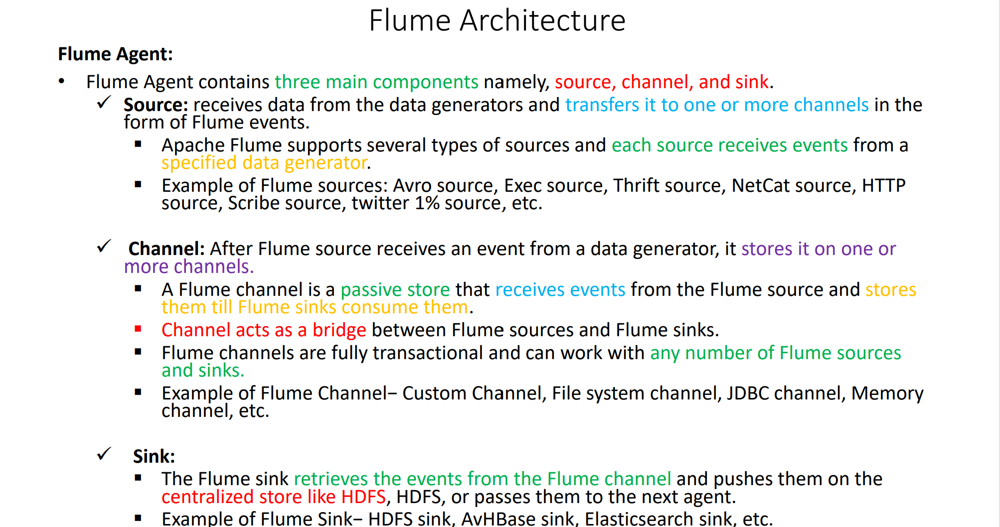 Flume Architecture
Flume Agent:
• Flume Agent contains three main components namely, source, channel, and sink.
✓ Source: receives data from the data generators and transfers it to one or more channels in the
form of Flume events.
▪ Apache Flume supports several types of sources and each source receives events from a
specified data generator.
▪ Example of Flume sources: Avro source, Exec source, Thrift source, NetCat source, HTTP
source, Scribe source, twitter 1% source, etc.
✓ Channel: After Flume source receives an event from a data generator, it stores it on one or
more channels.
▪ A Flume channel is a passive store that receives events from the Flume source and stores
them till Flume sinks consume them.
▪ Channel acts as a bridge between Flume sources and Flume sinks.
▪ Flume channels are fully transactional and can work with any number of Flume sources
and sinks.
▪ Example of Flume Channel− Custom Channel, File system channel, JDBC channel, Memory
channel, etc.
✓ Sink:
▪ The Flume sink retrieves the events from the Flume channel and pushes them on the
centralized store like HDFS, HDFS, or passes them to the next agent.
▪ Example of Flume Sink− HDFS sink, AvHBase sink, Elasticsearch sink, etc.